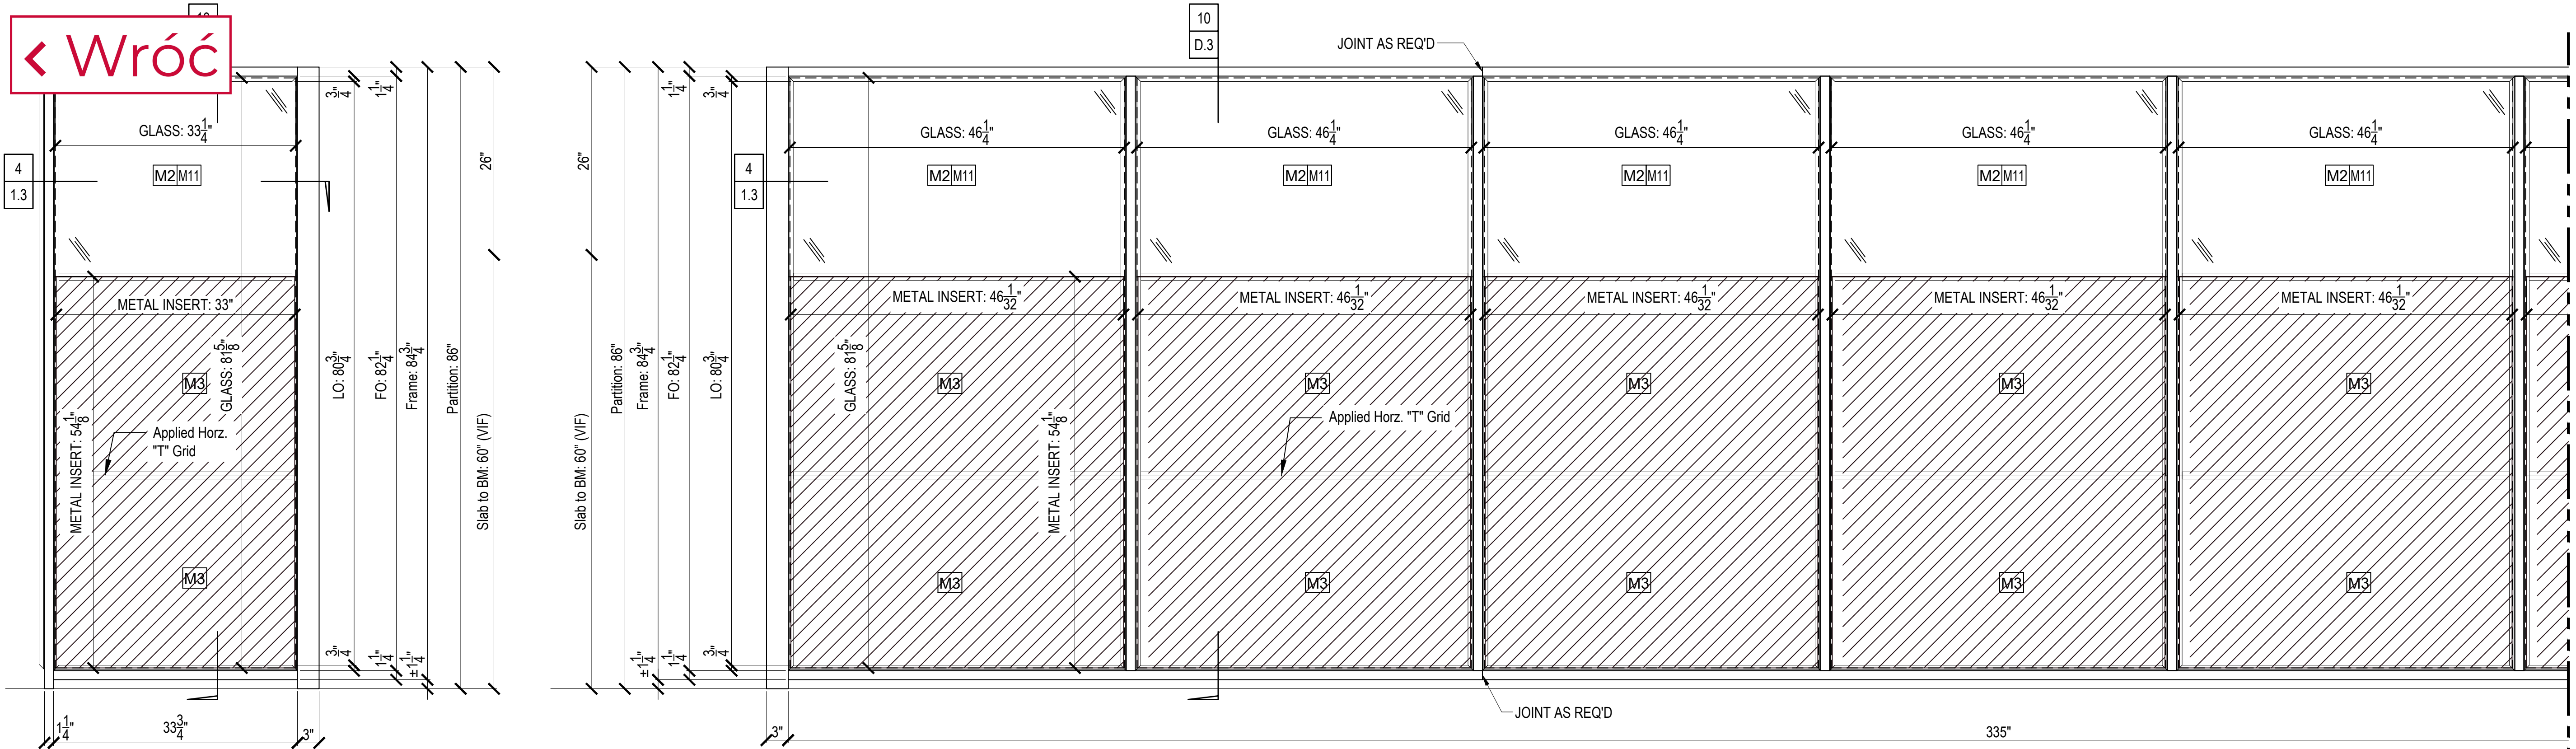 < Wróć
10
D.3
JOINT AS REQ'D
3/4"
1 1/4"
1 1/4"
3/4"
GLASS: 33 1/4"
GLASS: 46 1/4"
GLASS: 46 1/4"
GLASS: 46 1/4"
GLASS: 46 1/4"
GLASS: 46 1/4"
26"
26"
4
1.3
M2 M11
4
1.3
M2 M11
M2 M11
M2 M11
M2 M11
M2 M11
METAL INSERT: 33"
METAL INSERT: 46 1/32"
METAL INSERT: 46 1/32"
METAL INSERT: 46 1/32"
METAL INSERT: 46 1/32"
METAL INSERT: 46 1/32"
GLASS: 81 5/8"
LO: 80 3/4"
FO: 82 1/4"
Frame: 84 3/4"
Partition: 86"
Partition: 86"
Frame: 84 3/4"
FO: 82 1/4"
LO: 80 3/4"
GLASS: 81 5/8"
M3
M3
M3
M3
M3
M3
METAL INSERT: 54 1/8"
Applied Horz.
"T" Grid
Slab to BM: 60" (VIF)
Slab to BM: 60" (VIF)
METAL INSERT: 54 1/8"
Applied Horz. "T" Grid
M3
M3
M3
M3
M3
M3
3/4"
1 1/4"
±1 1/4"
±1 1/4"
1 1/4"
3/4"
JOINT AS REQ'D
1 1/4"
33 3/4"
3"
3"
335"